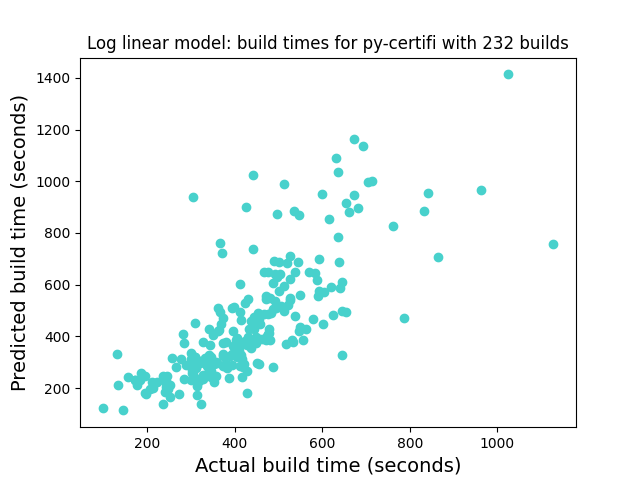 Log linear model: build times for py-certifi with 232 builds
Predicted build time (seconds)
1400
1200
1000
800
600
400
200
200 400 600 800 1000
Actual build time (seconds)